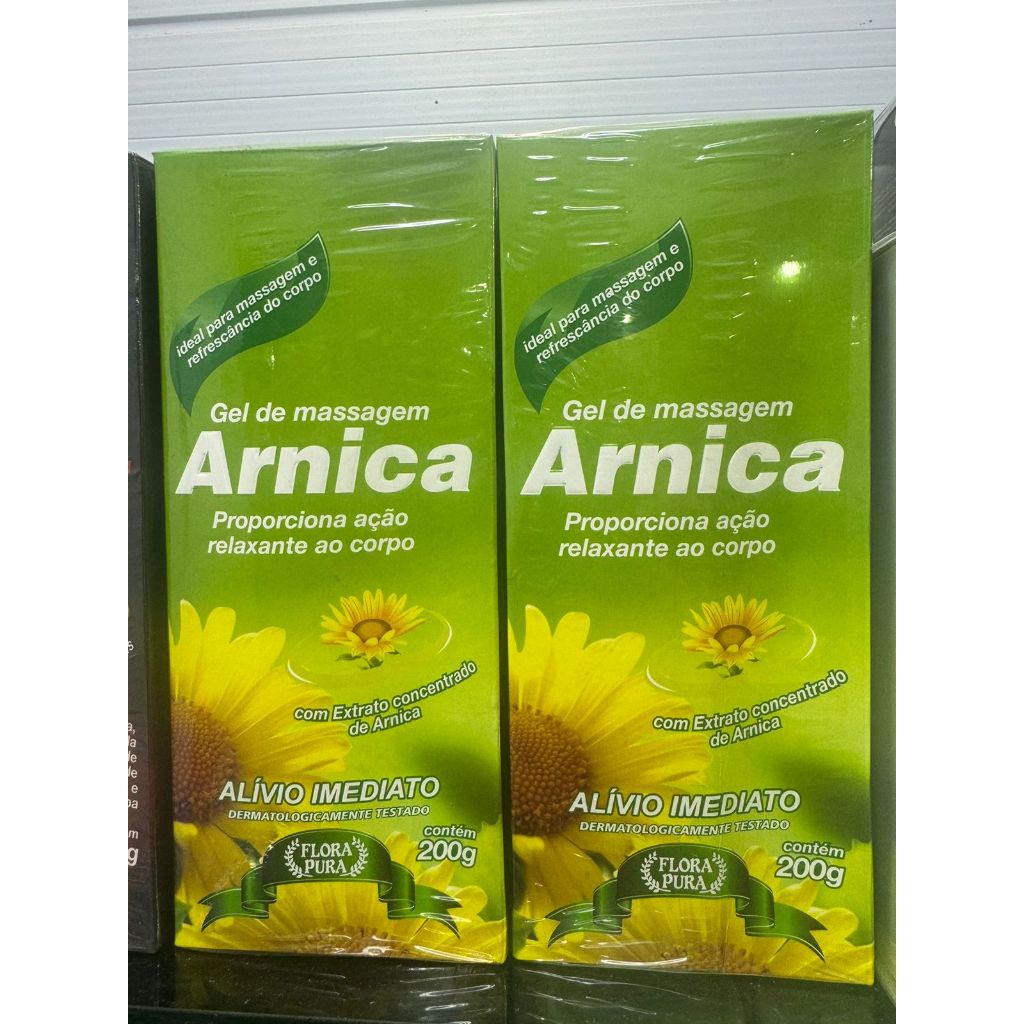 ideal para massagem e
refrescância do corpo
Gel de massagem
Arnica
Proporciona ação
relaxante ao corpo
com Extrato concentrado
de Arnica
ALÍVIO IMEDIATO
DERMATOLOGICAMENTE TESTADO
contém
200g
FLORA
PURA
ideal para massagem e
refrescância do corpo
Gel de massagem
Arnica
Proporciona ação
relaxante ao corpo
com Extrato concentrado
de Arnica
ALÍVIO IMEDIATO
DERMATOLOGICAMENTE TESTADO
contém
200g
FLORA
PURA